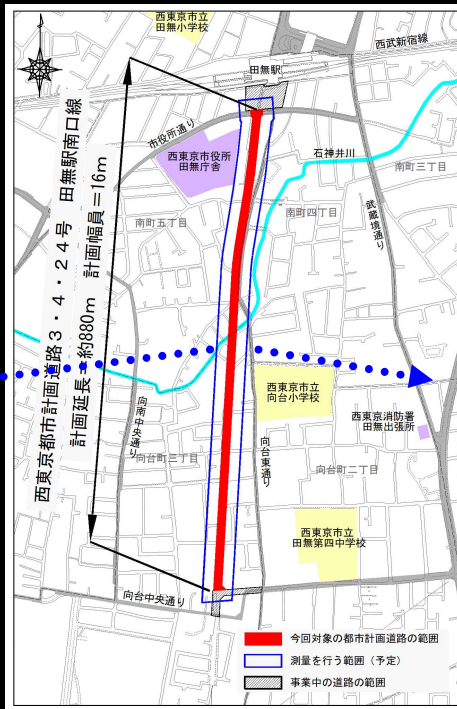 西東京市立
田無小学校
西武新宿線
田無駅
市役所通り
西東京市役所
田無庁舎
石神井川
南町三丁目
南町四丁目
南町五丁目
武蔵境通り
西東京都市計画道路3・4・24号 田無駅南口線
計画延長=約880m 計画幅員=16m
西東京市立
向台小学校
西東京消防署
田無出張所
向南中央通り
向台町三丁目
向台東通り
向台町二丁目
西東京市立
田無第四中学校
向台中央通り
今回対象の都市計画道路の範囲
測量を行う範囲(予定)
事業中の道路の範囲